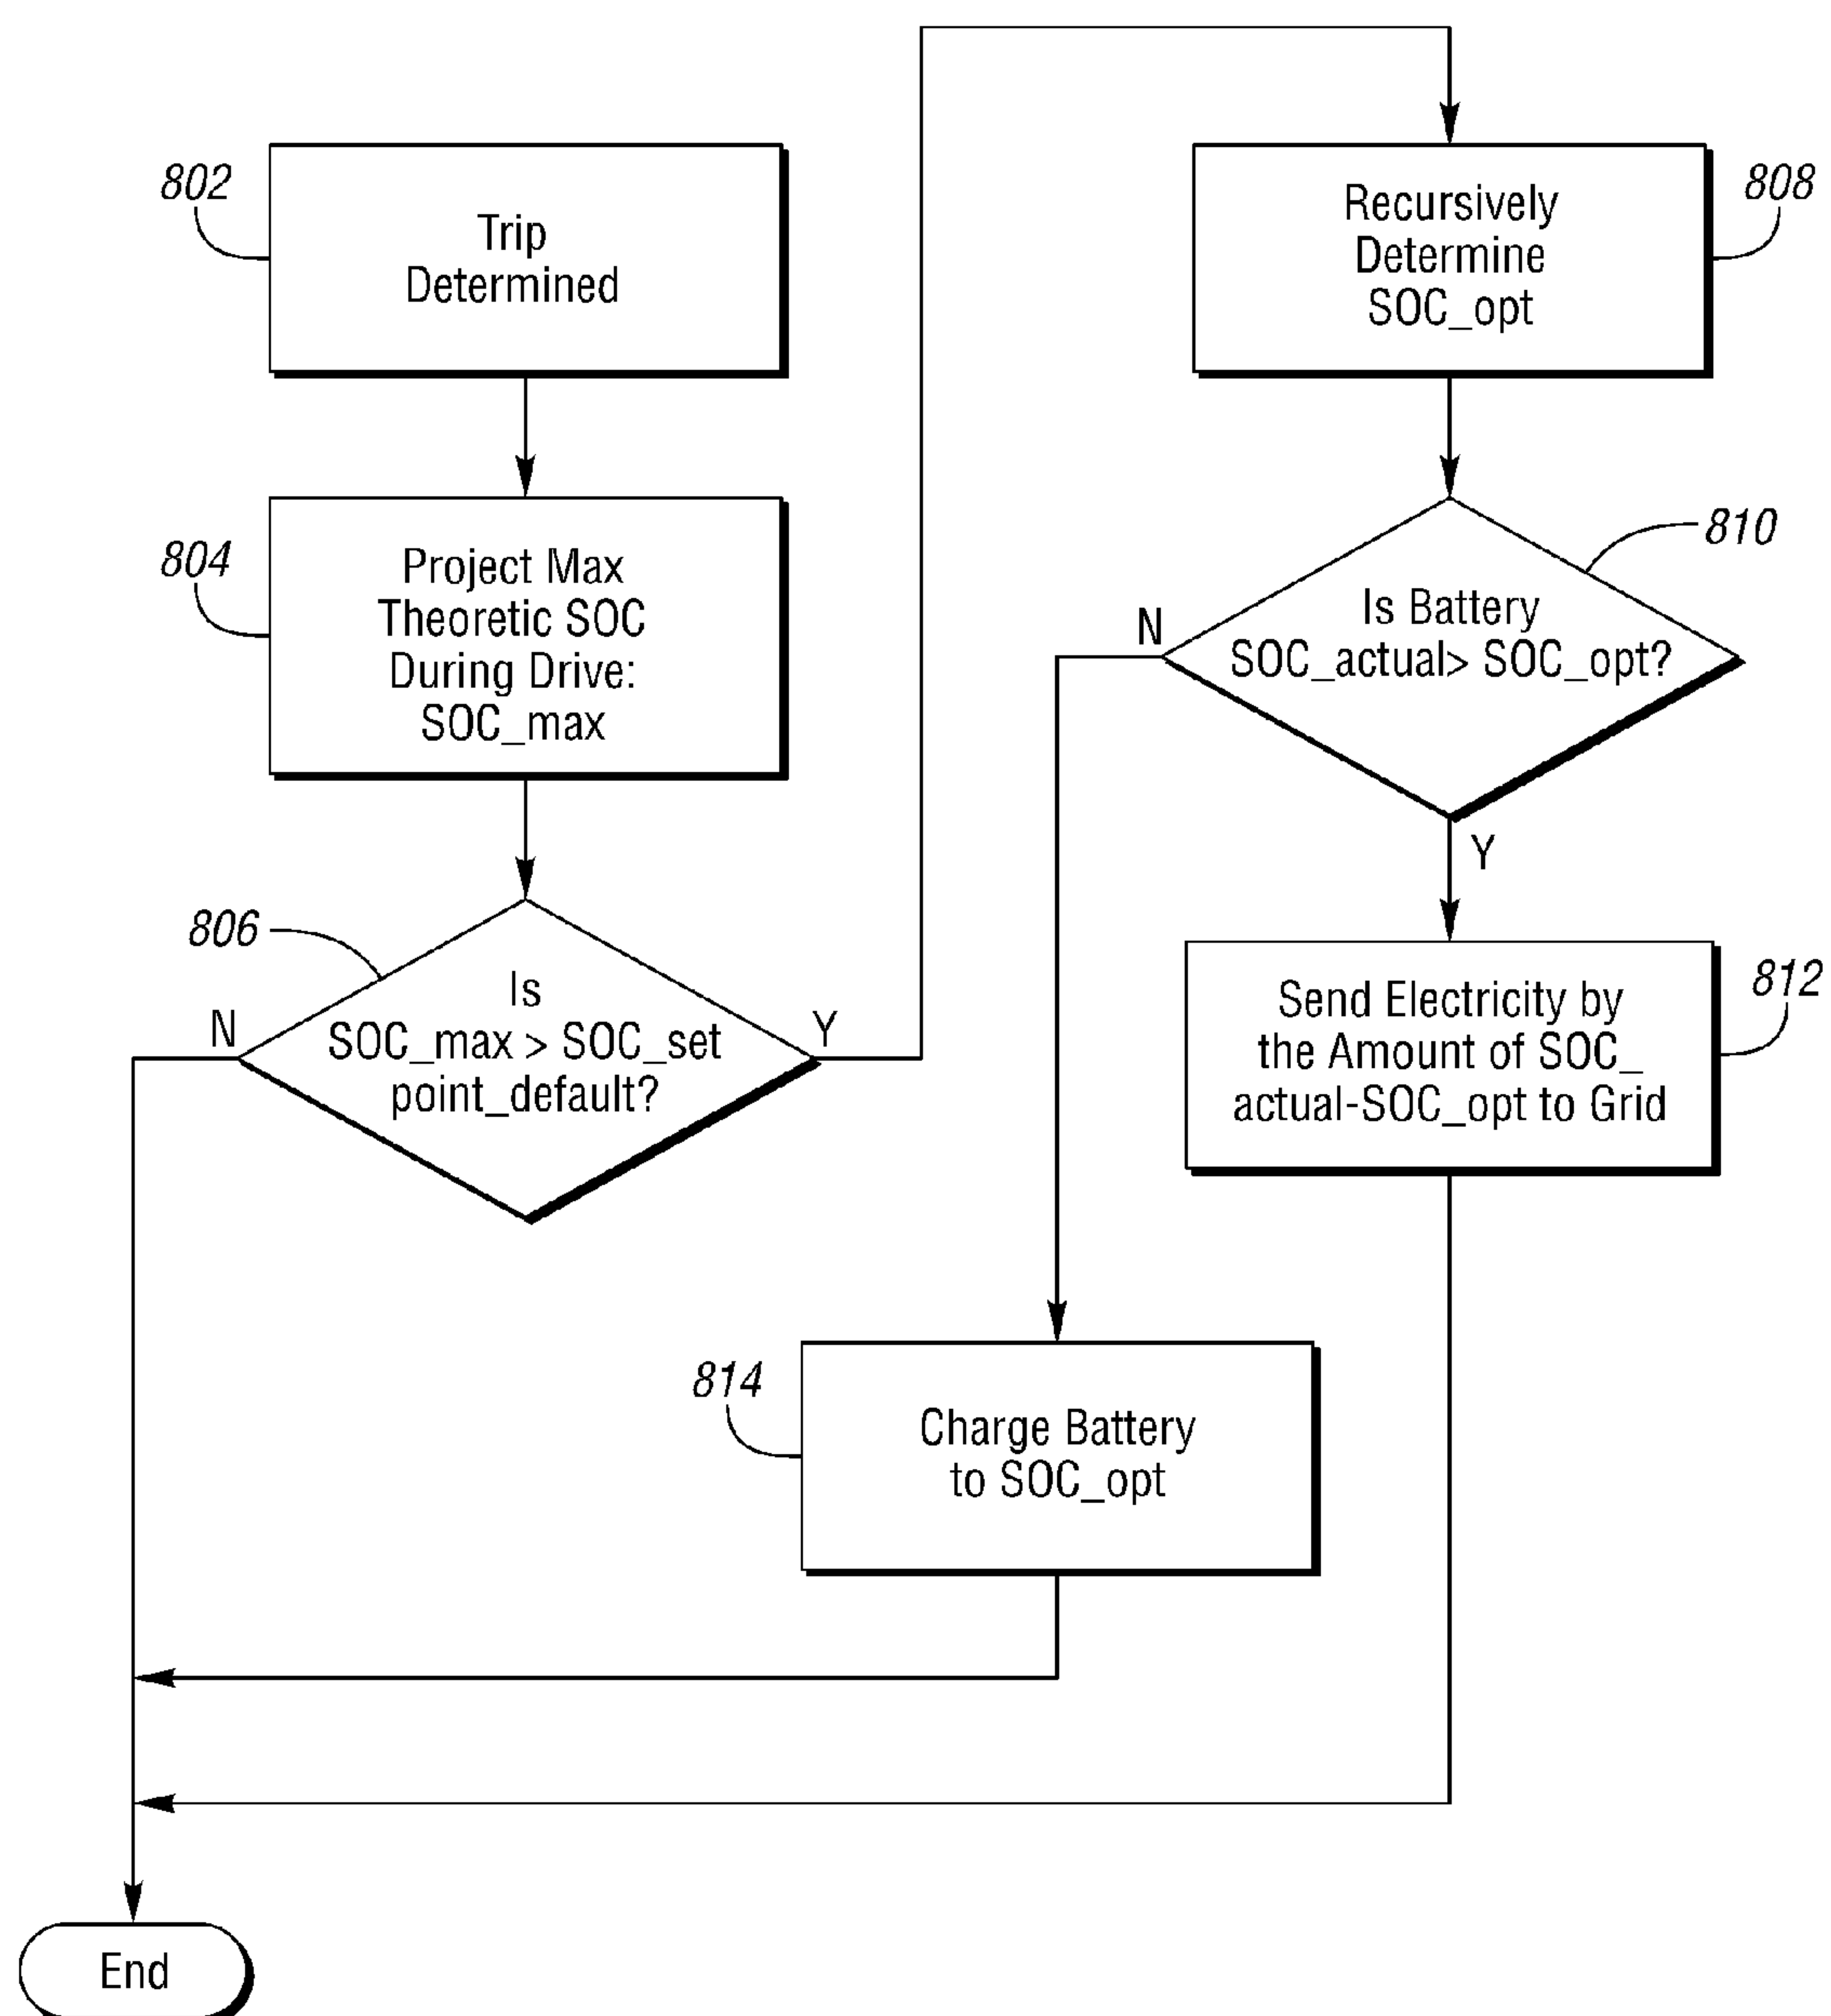 802
Trip
Determined
804
Project Max
Theoretic SOC
During Drive:
SOC_max
806
Is
SOC_max > SOC_set
point_default?
N
Y
808
Recursively
Determine
SOC_opt
810
Is Battery
SOC_actual> SOC_opt?
N
Y
812
Send Electricity by
the Amount of SOC_
actual-SOC_opt to Grid
814
Charge Battery
to SOC_opt
End